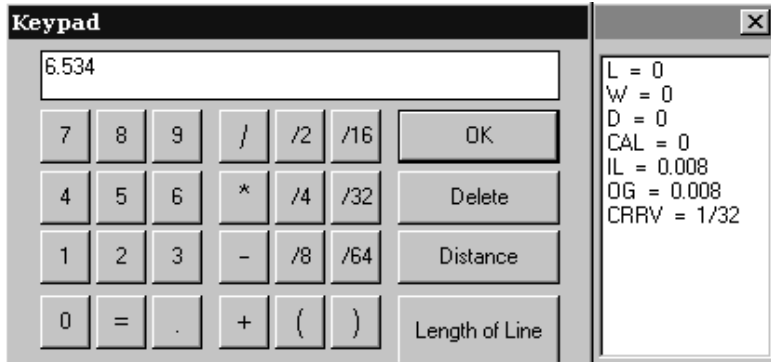 Keypad
6.534
7 8 9 / /2 /16 OK
4 5 6 * /4 /32 Delete
1 2 3 - /8 /64 Distance
0 = . + ( ) Length of Line
L = 0
W = 0
D = 0
CAL = 0
IL = 0.008
OG = 0.008
CRRV = 1/32